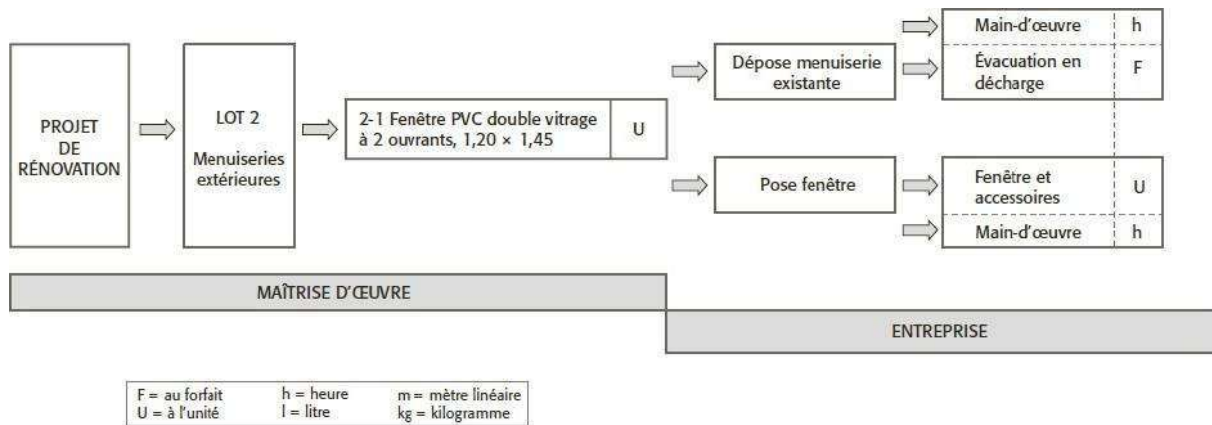 PROJET
DE
RÉNOVATION
LOT 2
Menuiseries
extérieures
2-1 Fenêtre PVC double vitrage
à 2 ouvrants, 1,20 × 1,45
U
Dépose menuiserie
existante
Main-d'œuvre
h
Évacuation en
décharge
F
Pose fenêtre
Fenêtre et
accessoires
U
Main-d'œuvre
h
MAÎTRISE D'ŒUVRE
ENTREPRISE
F = au forfait
h = heure
m = mètre linéaire
U = à l'unité
l = litre
kg = kilogramme